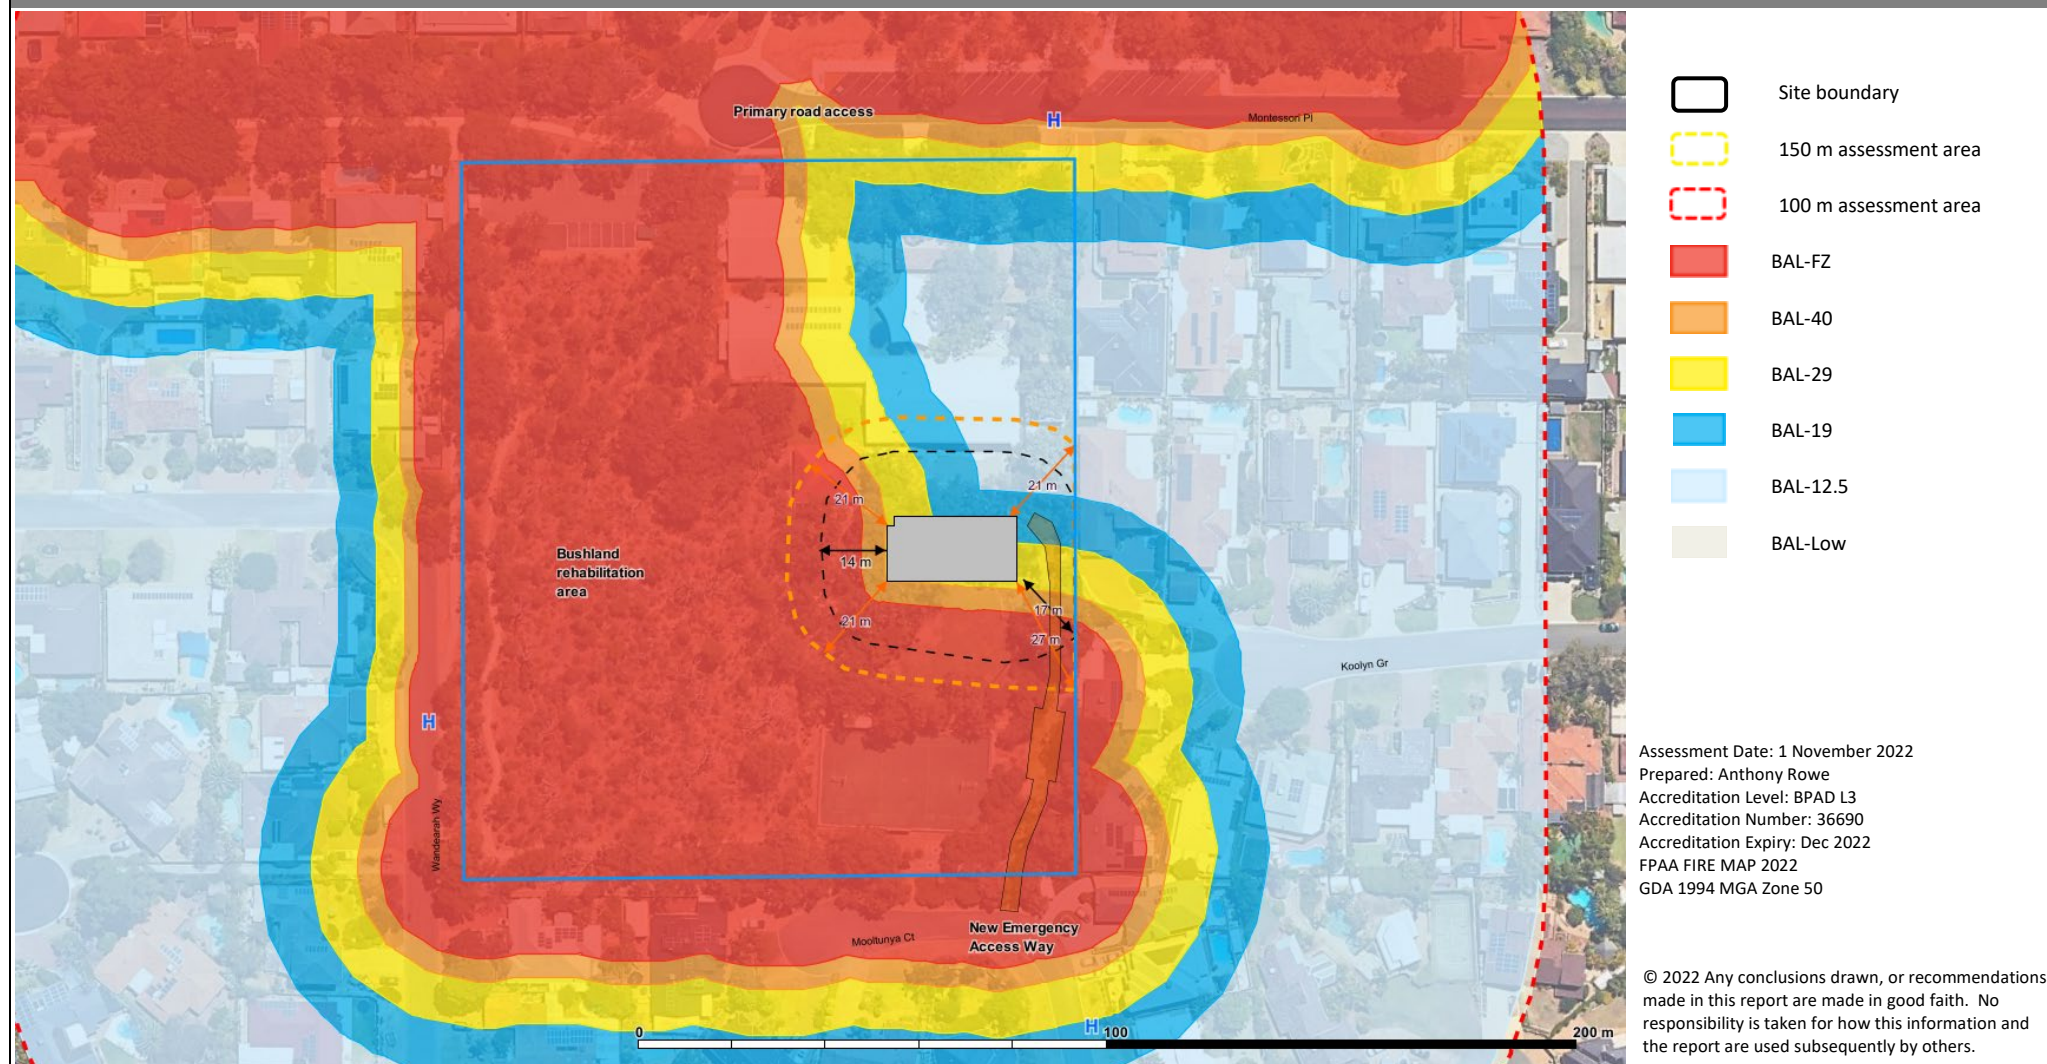 Primary road access
H
Montessori Pl
21 m
21 m
14 m
Bushland
rehabilitation
area
17 m
21 m
27 m
Koolyn Gr
H
Wandearah Wy
New Emergency
Access Way
Mooltunya Ct
H
0
100
200 m
Site boundary
150 m assessment area
100 m assessment area
BAL-FZ
BAL-40
BAL-29
BAL-19
BAL-12.5
BAL-Low
Assessment Date: 1 November 2022
Prepared: Anthony Rowe
Accreditation Level: BPAD L3
Accreditation Number: 36690
Accreditation Expiry: Dec 2022
FPAA FIRE MAP 2022
GDA 1994 MGA Zone 50
© 2022 Any conclusions drawn, or recommendations
made in this report are made in good faith. No
responsibility is taken for how this information and
the report are used subsequently by others.